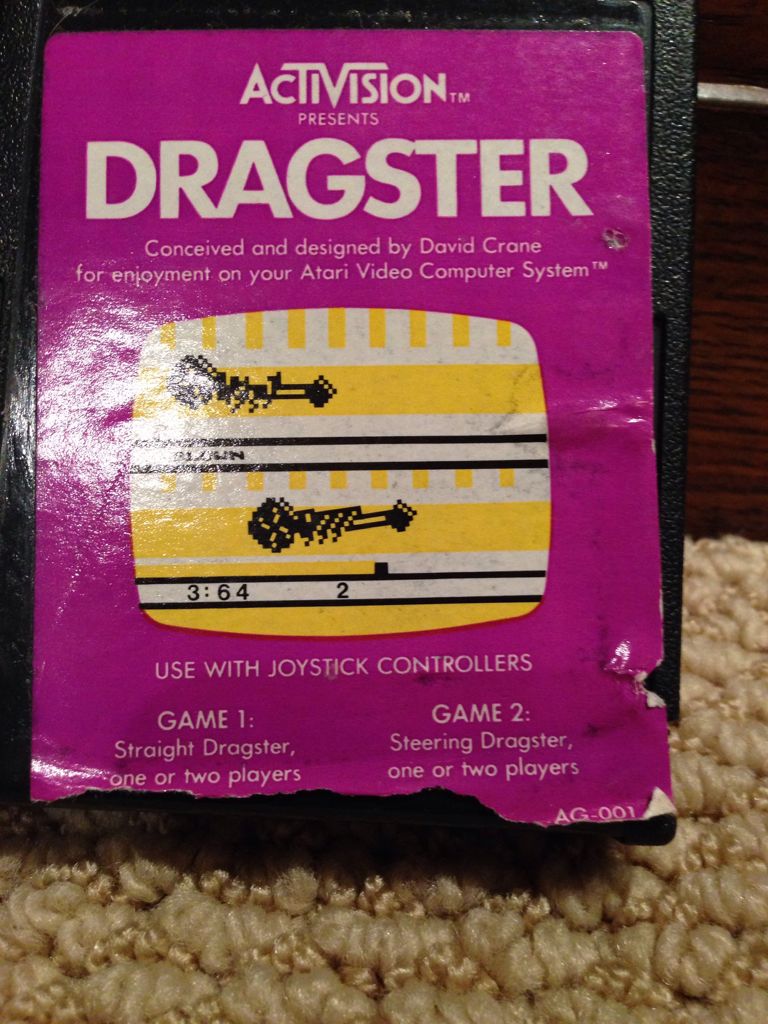 ACTIVISION™
PRESENTS
DRAGSTER
Conceived and designed by David Crane
for enjoyment on your Atari Video Computer System™
BLOWN
3:64 2
USE WITH JOYSTICK CONTROLLERS
GAME 1:
Straight Dragster,
one or two players
GAME 2:
Steering Dragster,
one or two players
AG-001